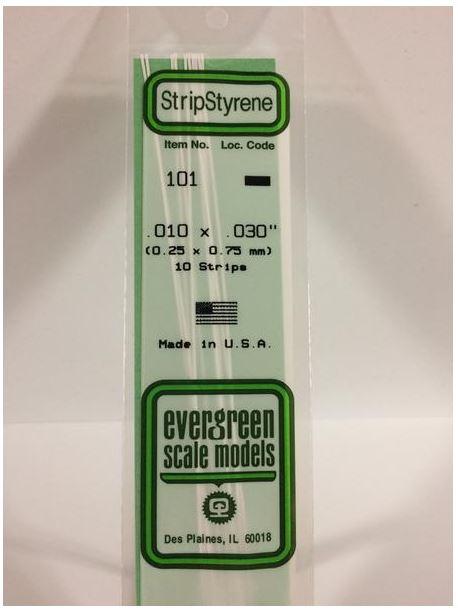 StripStyrene
Item No. Loc. Code
101
.010 x .030"
(0.25 x 0.75 mm)
10 Strips
Made in U.S.A.
evergreen
scale models
Des Plaines, IL 60018